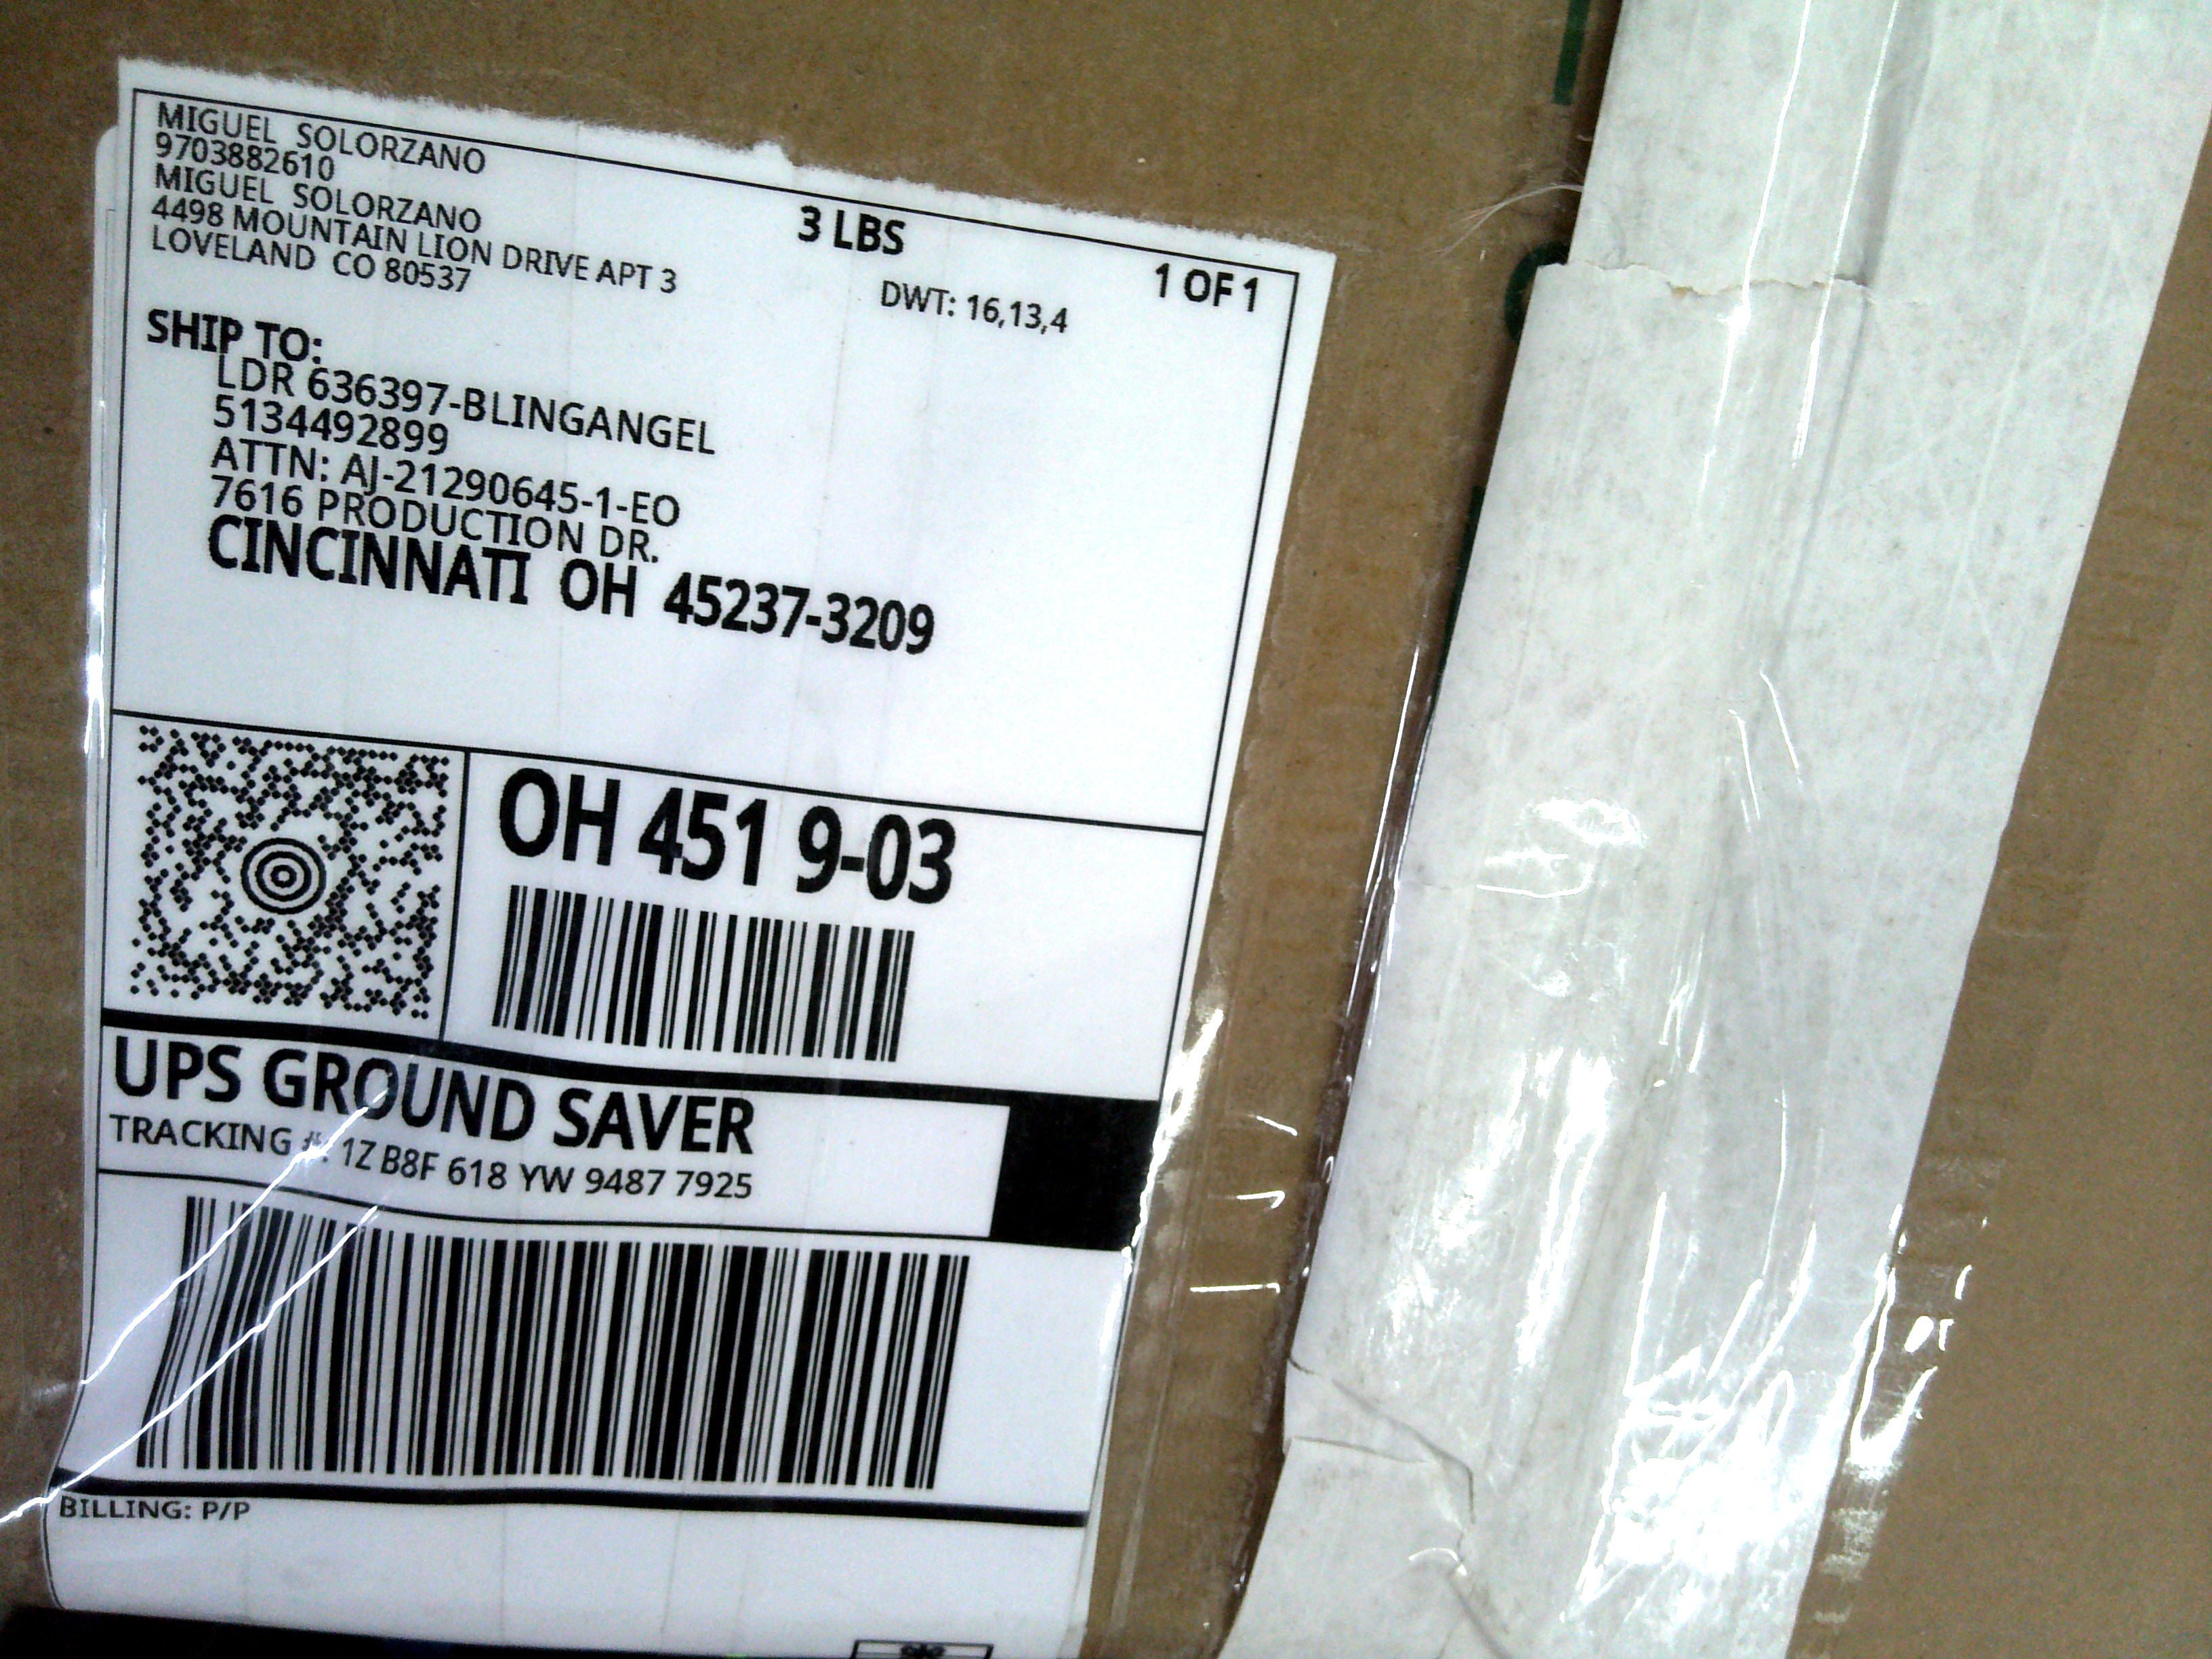 MIGUEL SOLORZANO
9703882610
MIGUEL SOLORZANO
4498 MOUNTAIN LION DRIVE APT 3
LOVELAND CO 80537
3 LBS
1 OF 1
DWT: 16,13,4
SHIP TO:
LDR 636397-BLINGANGEL
5134492899
ATTN: AJ-21290645-1-EO
7616 PRODUCTION DR.
CINCINNATI OH 45237-3209
OH 451 9-03
UPS GROUND SAVER
TRACKING #: 1Z B8F 618 YW 9487 7925
BILLING: P/P